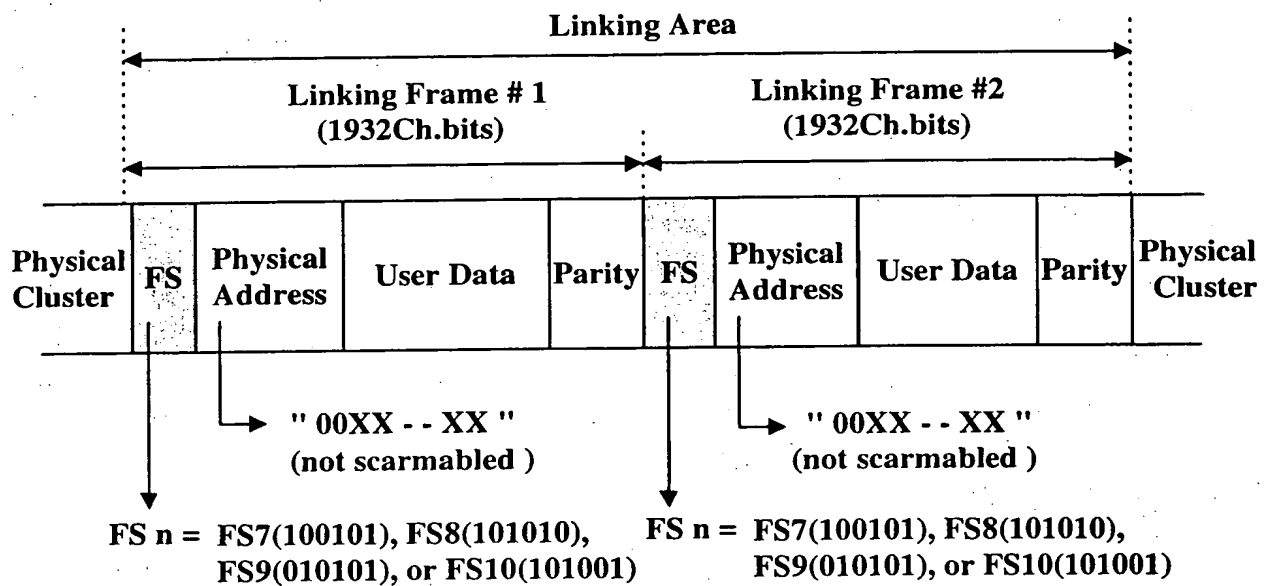 Linking Area
Linking Frame # 1
(1932Ch.bits)
Linking Frame #2
(1932Ch.bits)
Physical
Cluster
FS
Physical
Address
User Data
Parity
FS
Physical
Address
User Data
Parity
Physical
Cluster
" 00XX - - XX "
(not scarmabled )
" 00XX - - XX "
(not scarmabled )
FS n = FS7(100101), FS8(101010),
FS9(010101), or FS10(101001)
FS n = FS7(100101), FS8(101010),
FS9(010101), or FS10(101001)